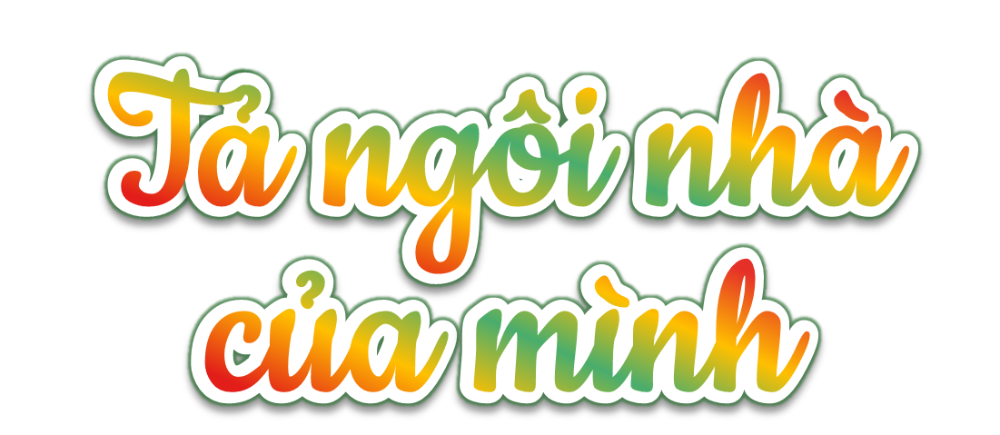 Tả ngôi nhà
của mình